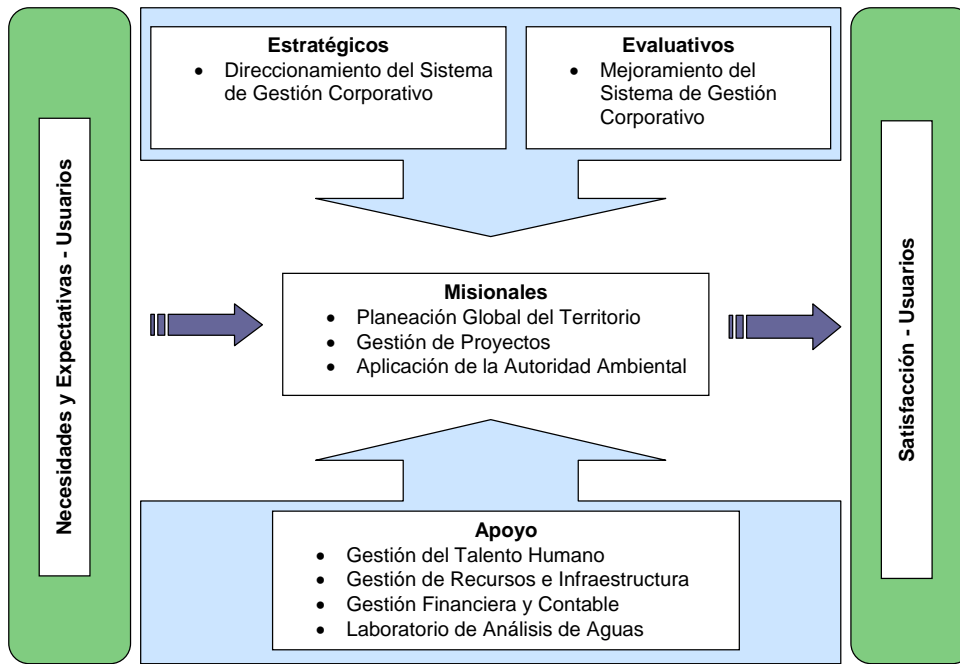 Necesidades y Expectativas - Usuarios
Estratégicos
• Direccionamiento del Sistema
de Gestión Corporativo
Evaluativos
• Mejoramiento del
Sistema de Gestión
Corporativo
Misionales
• Planeación Global del Territorio
• Gestión de Proyectos
• Aplicación de la Autoridad Ambiental
Apoyo
• Gestión del Talento Humano
• Gestión de Recursos e Infraestructura
• Gestión Financiera y Contable
• Laboratorio de Análisis de Aguas
Satisfacción - Usuarios